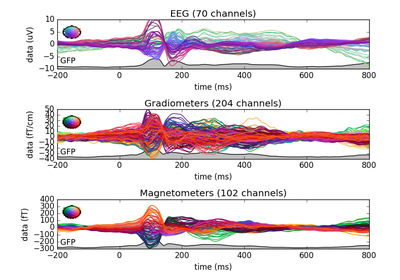 EEG (70 channels)
10
5
0
-5
-10
data (uV)
GFP
-200 0 200 400 600 800
time (ms)
Gradiometers (204 channels)
50
40
30
20
10
0
-10
-20
-30
-40
data (fT/cm)
GFP
-200 0 200 400 600 800
time (ms)
Magnetometers (102 channels)
400
300
200
100
0
-100
-200
-300
data (fT)
GFP
-200 0 200 400 600 800
time (ms)